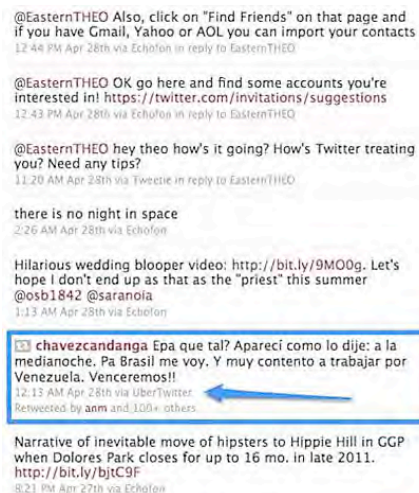 @EasternTHEO Also, click on "Find Friends" on that page and
if you have Gmail, Yahoo or AOL you can import your contacts
12:44 PM Apr 28th via Echofon in reply to EasternTHEO
@EasternTHEO OK go here and find some accounts you're
interested in! https://twitter.com/invitations/suggestions
12:43 PM Apr 28th via Echofon in reply to EasternTHEO
@EasternTHEO hey theo how's it going? How's Twitter treating
you? Need any tips?
11:20 AM Apr 28th via Tweetie in reply to EasternTHEO
there is no night in space
2:26 AM Apr 28th via Echofon
Hilarious wedding blooper video: http://bit.ly/9MO0g. Let's
hope I don't end up as that as the "priest" this summer
@osb1842 @saranoia
1:13 AM Apr 28th via Echofon
chavezcandanga Epa que tal? Aparecí como lo dije: a la
medianoche. Pa Brasil me voy. Y muy contento a trabajar por
Venezuela. Venceremos!!
12:13 AM Apr 28th via UberTwitter
Retweeted by anm and 100+ others
Narrative of inevitable move of hipsters to Hippie Hill in GGP
when Dolores Park closes for up to 16 mo. in late 2011.
http://bit.ly/bjtC9F
8:21 PM Apr 27th via Echofon